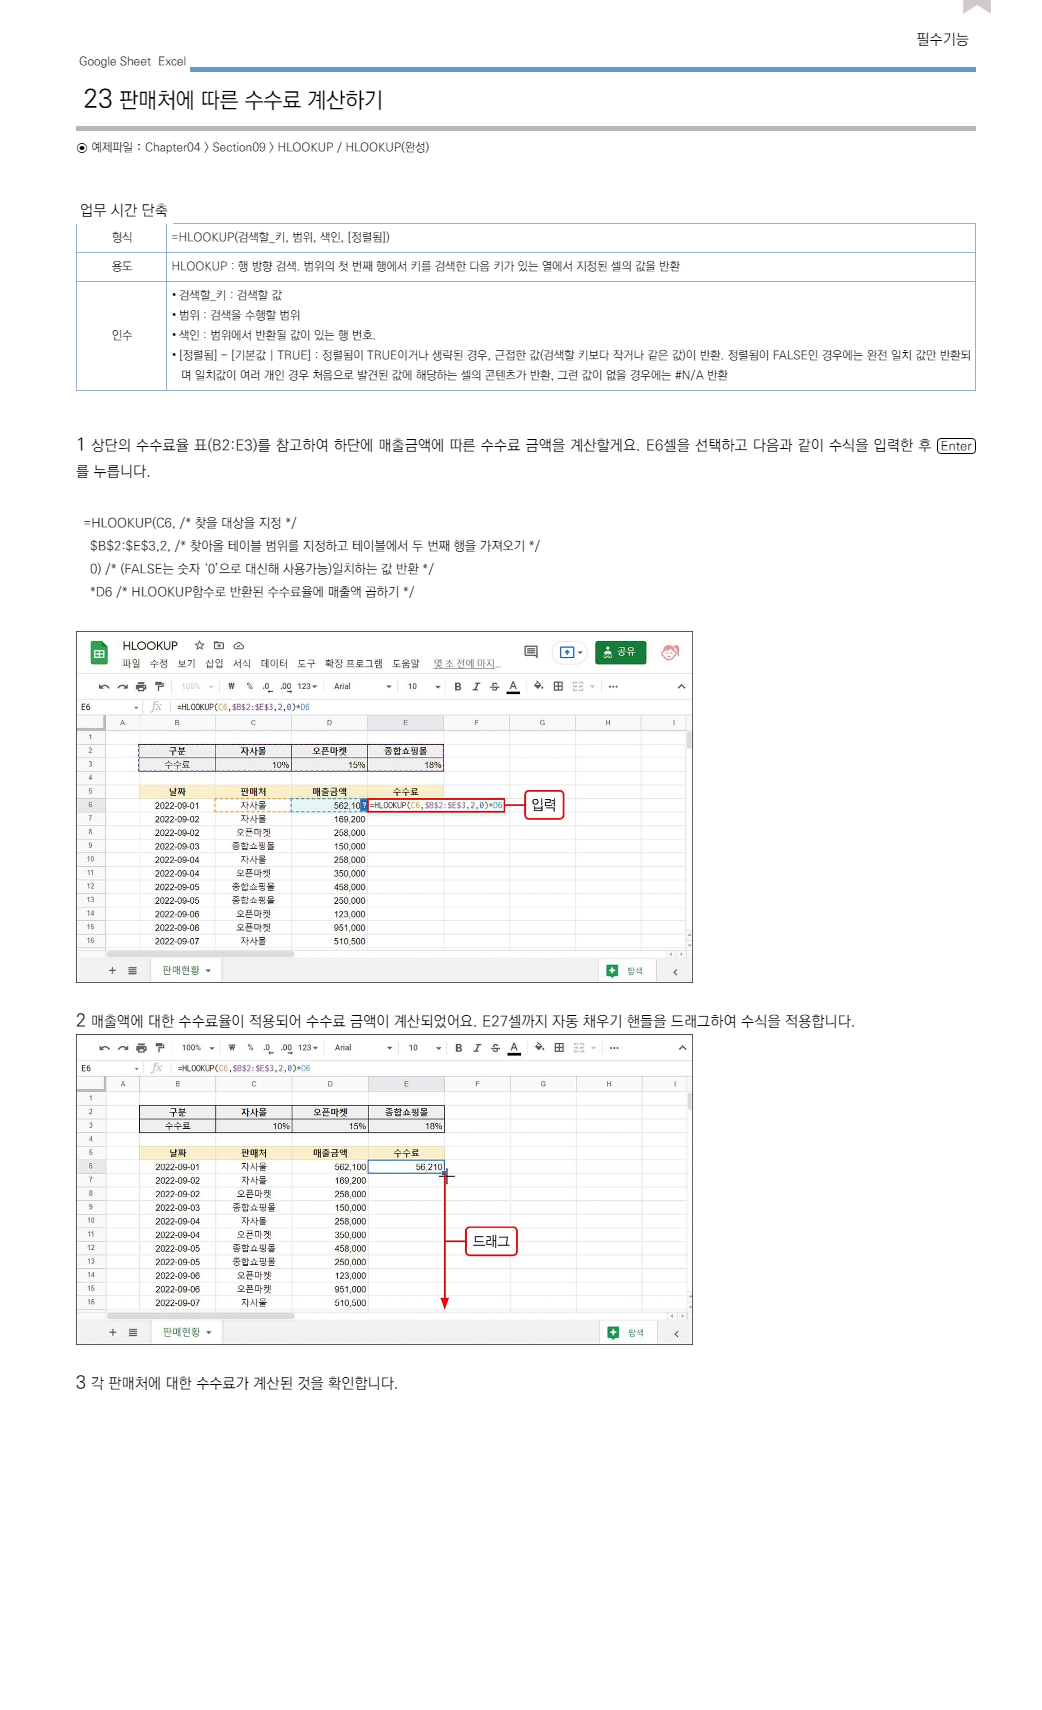 필수기능
Google Sheet Excel
23 판매처에 따른 수수료 계산하기
예제파일 : Chapter04 〉 Section09 〉 HLOOKUP / HLOOKUP(완성)
업무 시간 단축
형식 =HLOOKUP(검색할_키, 범위, 색인, [정렬됨])
용도 HLOOKUP : 행 방향 검색. 범위의 첫 번째 행에서 키를 검색한 다음 키가 있는 열에서 지정된 셀의 값을 반환
인수
• 검색할_키 : 검색할 값
• 범위 : 검색을 수행할 범위
• 색인 : 범위에서 반환될 값이 있는 행 번호.
• [정렬됨] - [기본값 | TRUE] : 정렬됨이 TRUE이거나 생략된 경우, 근접한 값(검색할 키보다 작거나 같은 값)이 반환. 정렬됨이 FALSE인 경우에는 완전 일치 값만 반환되
며 일치값이 여러 개인 경우 처음으로 발견된 값에 해당하는 셀의 콘텐츠가 반환, 그런 값이 없을 경우에는 #N/A 반환
1 상단의 수수료율 표(B2:E3)를 참고하여 하단에 매출금액에 따른 수수료 금액을 계산할게요. E6셀을 선택하고 다음과 같이 수식을 입력한 후 Enter
를 누릅니다.
=HLOOKUP(C6, /* 찾을 대상을 지정 */
$B$2:$E$3,2, /* 찾아올 테이블 범위를 지정하고 테이블에서 두 번째 행을 가져오기 */
0) /* (FALSE는 숫자 ‘0’으로 대신해 사용가능)일치하는 값 반환 */
*D6 /* HLOOKUP함수로 반환된 수수료율에 매출액 곱하기 */
HLOOKUP
파일 수정 보기 삽입 서식 데이터 도구 확장 프로그램 도움말 몇 초 전에 마지...
공유
100% ₩ % .0 .00 123 Arial 10 B I S A
E6 fx =HLOOKUP(C6,$B$2:$E$3,2,0)*D6
A B C D E F G H I
1
2 구분 자사몰 오픈마켓 종합쇼핑몰
3 수수료 10% 15% 18%
4
5 날짜 판매처 매출금액 수수료
6 2022-09-01 자사몰 562,10 ? =HLOOKUP(C6,$B$2:$E$3,2,0)*D6 입력
7 2022-09-02 자사몰 169,200
8 2022-09-02 오픈마켓 258,000
9 2022-09-03 종합쇼핑몰 150,000
10 2022-09-04 자사몰 258,000
11 2022-09-04 오픈마켓 350,000
12 2022-09-05 종합쇼핑몰 458,000
13 2022-09-05 종합쇼핑몰 250,000
14 2022-09-06 오픈마켓 123,000
15 2022-09-06 오픈마켓 951,000
16 2022-09-07 자사몰 510,500
+ 판매현황 탐색
2 매출액에 대한 수수료율이 적용되어 수수료 금액이 계산되었어요. E27셀까지 자동 채우기 핸들을 드래그하여 수식을 적용합니다.
100% ₩ % .0 .00 123 Arial 10 B I S A
E6 fx =HLOOKUP(C6,$B$2:$E$3,2,0)*D6
A B C D E F G H I
1
2 구분 자사몰 오픈마켓 종합쇼핑몰
3 수수료 10% 15% 18%
4
5 날짜 판매처 매출금액 수수료
6 2022-09-01 자사몰 562,100 56,210
7 2022-09-02 자사몰 169,200
8 2022-09-02 오픈마켓 258,000
9 2022-09-03 종합쇼핑몰 150,000
10 2022-09-04 자사몰 258,000
11 2022-09-04 오픈마켓 350,000 드래그
12 2022-09-05 종합쇼핑몰 458,000
13 2022-09-05 종합쇼핑몰 250,000
14 2022-09-06 오픈마켓 123,000
15 2022-09-06 오픈마켓 951,000
16 2022-09-07 자사몰 510,500
+ 판매현황 탐색
3 각 판매처에 대한 수수료가 계산된 것을 확인합니다.